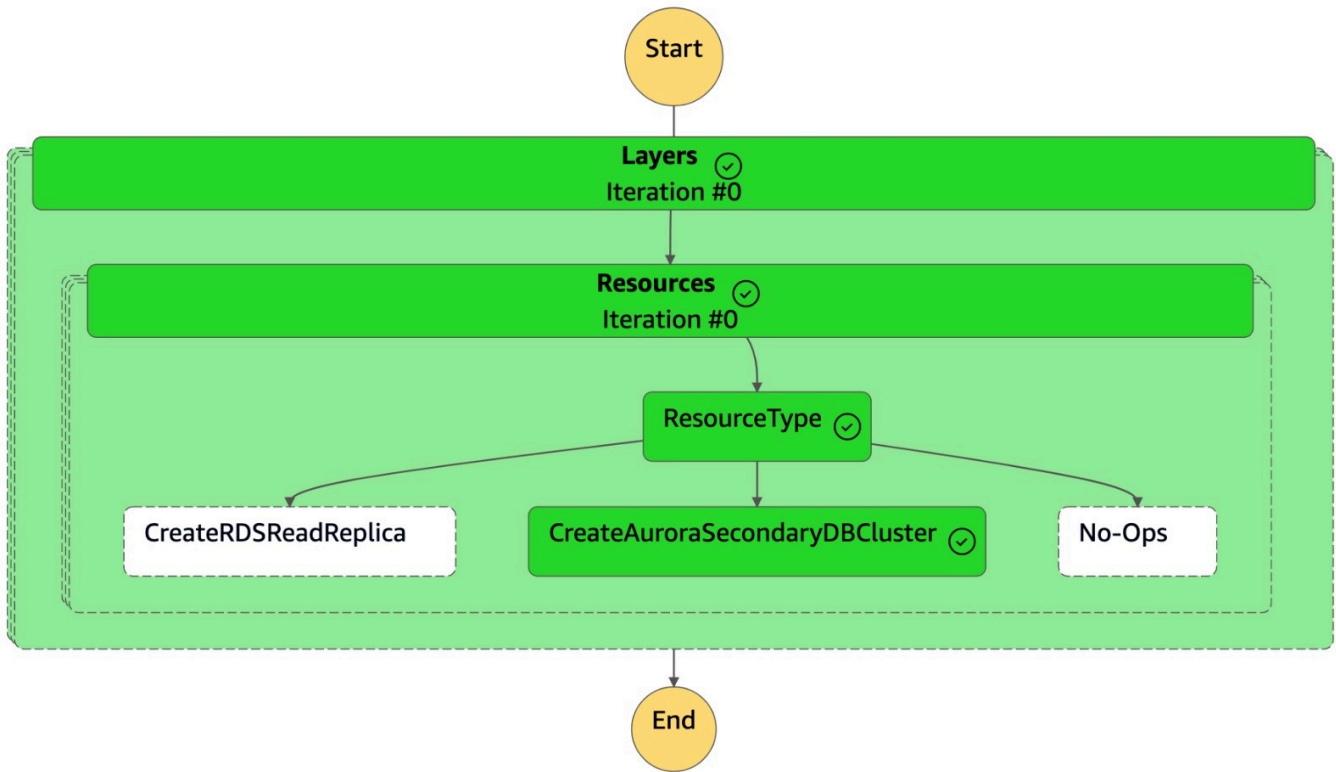 Start
Layers
Iteration #0
Resources
Iteration #0
ResourceType
CreateRDSReadReplica
CreateAuroraSecondaryDBCluster
No-Ops
End